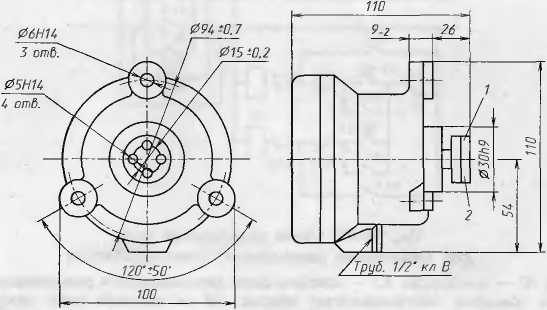 110
Ø6H14
3 отв.
Ø94±0,7
Ø15±0,2
9-2
26
1
Ø5H14
4 отв.
Ø30h9
110
54
2
120°±50'
Труб. 1/2" кл В
100